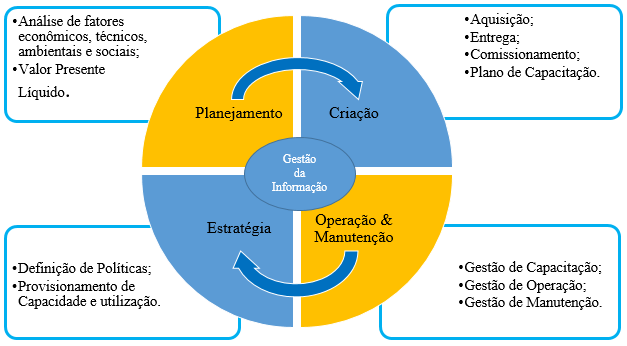 •Análise de fatores
econômicos, técnicos,
ambientais e sociais;
•Valor Presente
Líquido.
•Aquisição;
•Entrega;
•Comissionamento;
•Plano de Capacitação.
Planejamento
Criação
Gestão
da
Informação
Estratégia
Operação &
Manutenção
•Definição de Políticas;
•Provisionamento de
Capacidade e utilização.
•Gestão de Capacitação;
•Gestão de Operação;
•Gestão de Manutenção.